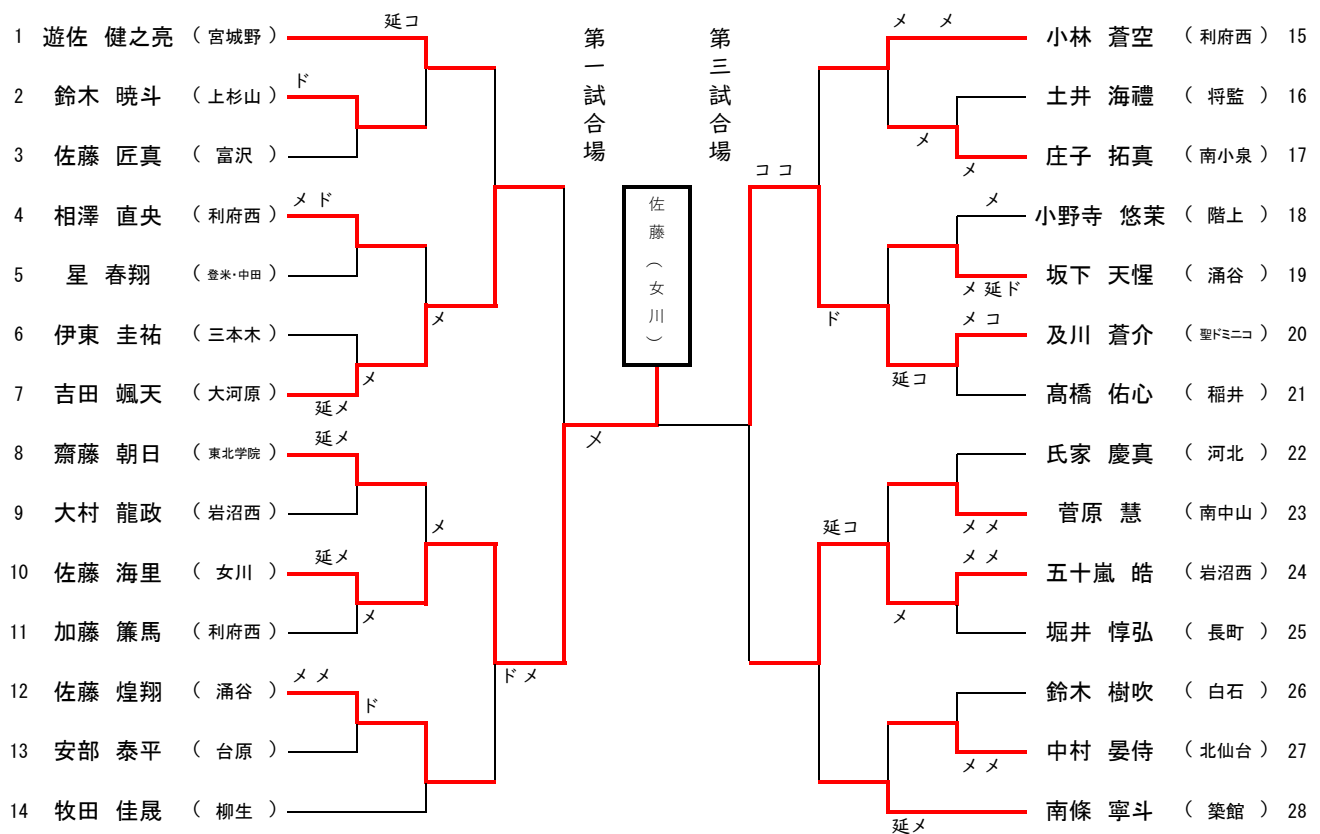 1 遊佐 健之亮 （ 宮城野 ） 延コ
2 鈴木 暁斗 （ 上杉山 ） ド
3 佐藤 匠真 （ 富沢 ）
4 相澤 直央 （ 利府西 ） メ ド
5 星 春翔 （ 登米・中田 ）
メ
6 伊東 圭祐 （ 三本木 ）
メ
7 吉田 颯天 （ 大河原 ） 延メ
8 齋藤 朝日 （ 東北学院 ） 延メ
9 大村 龍政 （ 岩沼西 ）
メ
10 佐藤 海里 （ 女川 ） 延メ
メ
11 加藤 簾馬 （ 利府西 ）
ド メ
12 佐藤 煌翔 （ 涌谷 ） メ メ
ド
13 安部 泰平 （ 台原 ）
14 牧田 佳晟 （ 柳生 ）
第一試合場
第三試合場
佐藤（女川）
メ
メ メ 小林 蒼空 （ 利府西 ） 15
土井 海禮 （ 将監 ） 16
メ
庄子 拓真 （ 南小泉 ） 17 メ
コ コ
メ 小野寺 悠茉 （ 階上 ） 18
坂下 天惺 （ 涌谷 ） 19 メ 延ド
ド
メ コ 及川 蒼介 （ 聖ドミニコ ） 20
延コ
髙橋 佑心 （ 稲井 ） 21
氏家 慶真 （ 河北 ） 22
菅原 慧 （ 南中山 ） 23 メ メ
延コ
メ メ 五十嵐 皓 （ 岩沼西 ） 24
メ
堀井 惇弘 （ 長町 ） 25
鈴木 樹吹 （ 白石 ） 26
中村 晏侍 （ 北仙台 ） 27 メ メ
南條 寧斗 （ 築館 ） 28 延メ